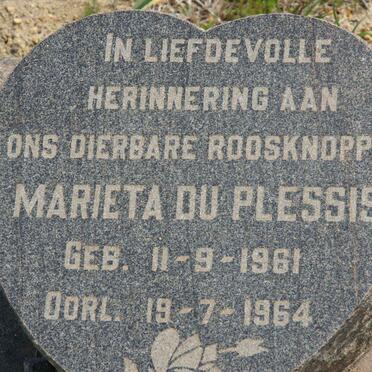 IN LIEFDEVOLLE
HERINNERING AAN
ONS DIERBARE ROOSKNOPP
MARIETA DU PLESSIS
GEB. 11-9-1961
OORL. 19-7-1964